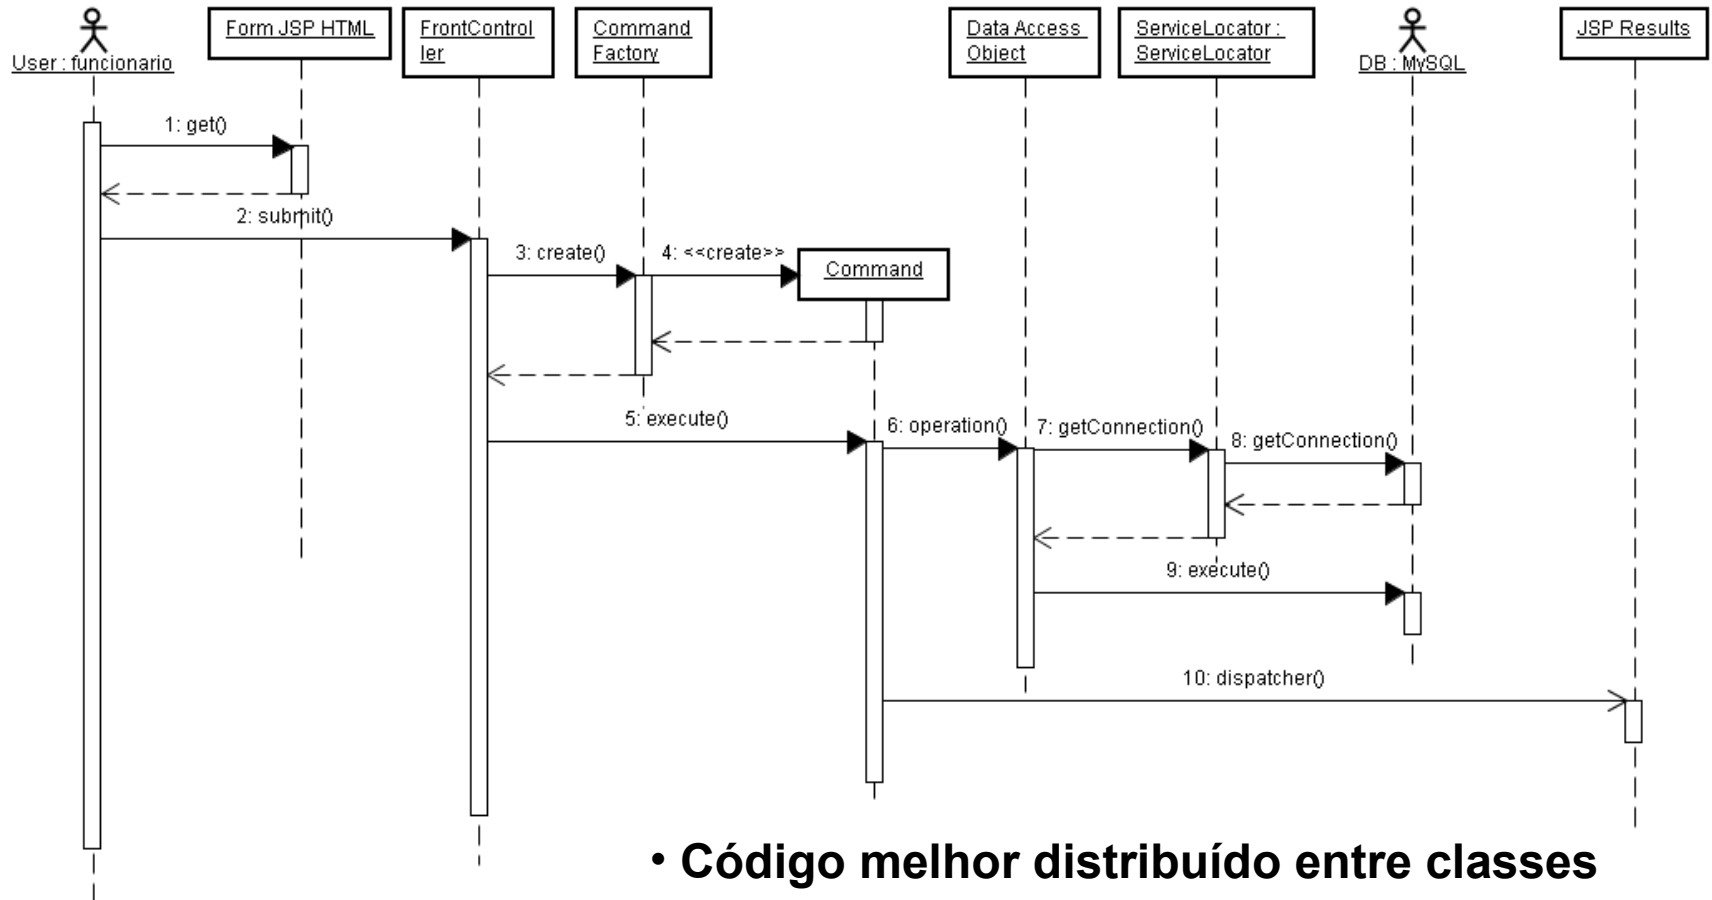 User : funcionario
Form JSP HTML
FrontControl
ler
Command
Factory
Data Access
Object
ServiceLocator :
ServiceLocator
DB : MySQL
JSP Results
1: get()
2: submit()
3: create()
4: <<create>>
Command
5: execute()
6: operation()
7: getConnection()
8: getConnection()
9: execute()
10: dispatcher()
• Código melhor distribuído entre classes